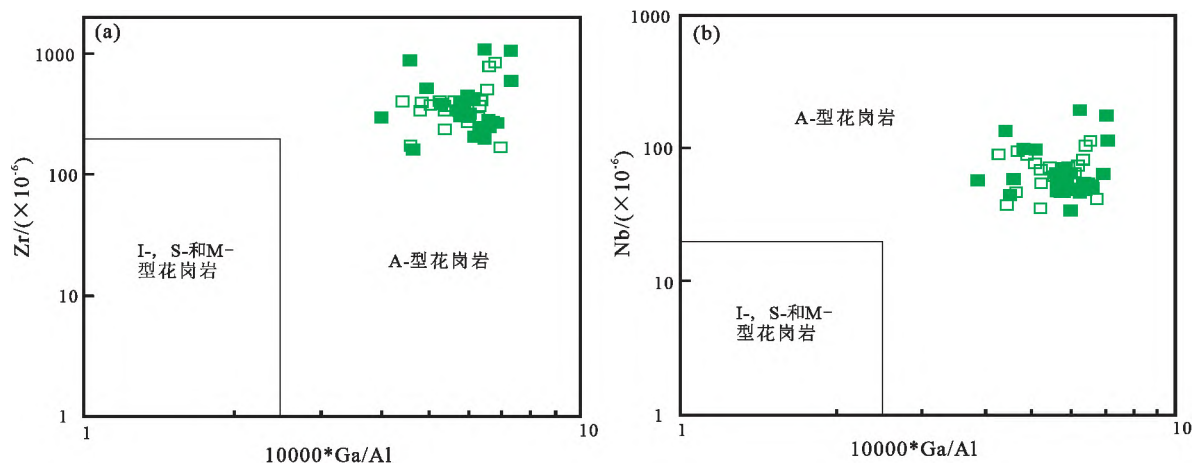 (a)
1000
100
10
1
Zr/(×10⁻⁶)
I-, S-和M-
型花岗岩
A-型花岗岩
1
10
10000*Ga/Al
(b)
1000
100
10
1
Nb/(×10⁻⁶)
A-型花岗岩
I-, S-和M-
型花岗岩
1
10
10000*Ga/Al